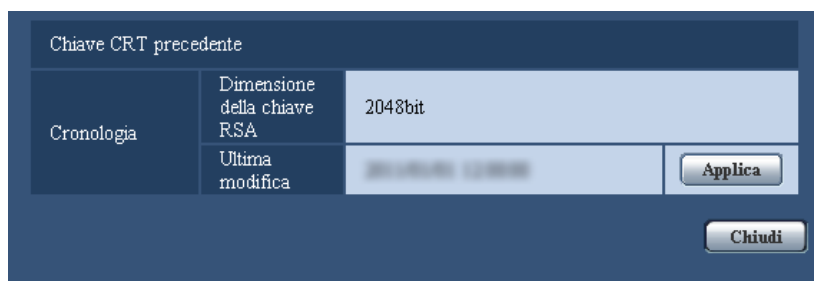 Chiave CRT precedente
Cronologia
Dimensione
della chiave
RSA
2048bit
Ultima
modifica
Applica
Chiudi